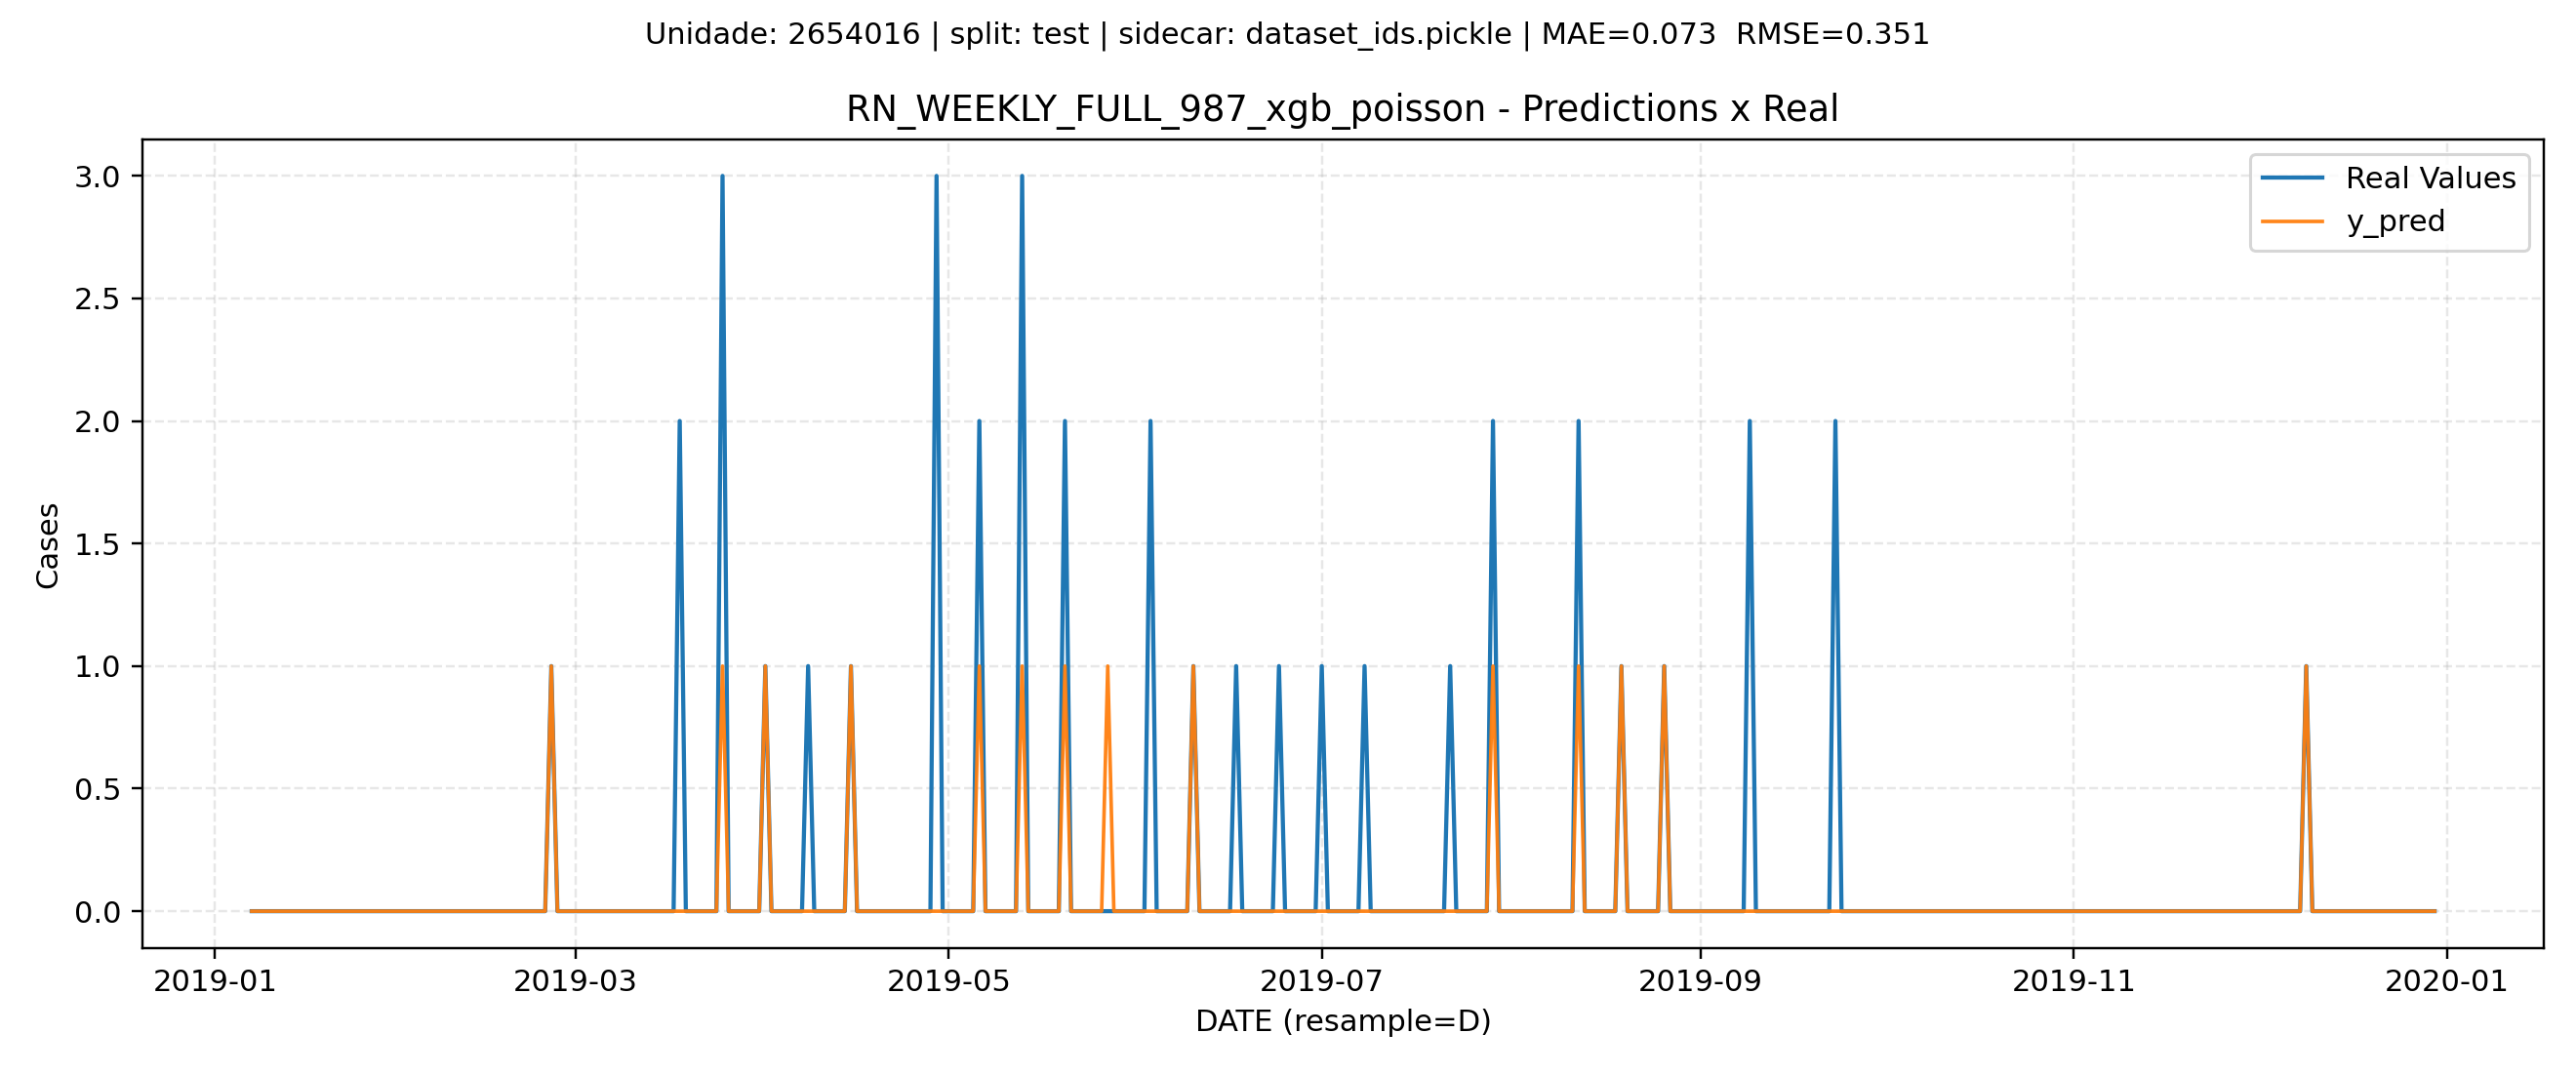 Unidade: 2654016 | split: test | sidecar: dataset_ids.pickle | MAE=0.073  RMSE=0.351
RN_WEEKLY_FULL_987_xgb_poisson - Predictions x Real
Real Values
y_pred
Cases
3.0
2.5
2.0
1.5
1.0
0.5
0.0
2019-01
2019-03
2019-05
2019-07
2019-09
2019-11
2020-01
DATE (resample=D)